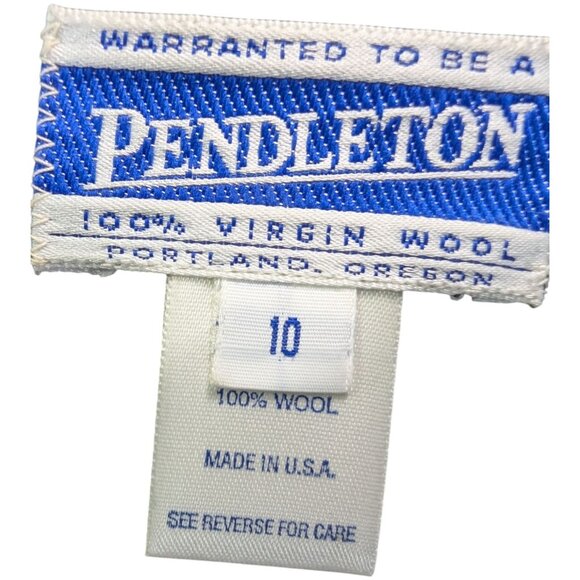 WARRANTED TO BE A
PENDLETON
100% VIRGIN WOOL
PORTLAND, OREGON
10
100% WOOL
MADE IN U.S.A.
SEE REVERSE FOR CARE